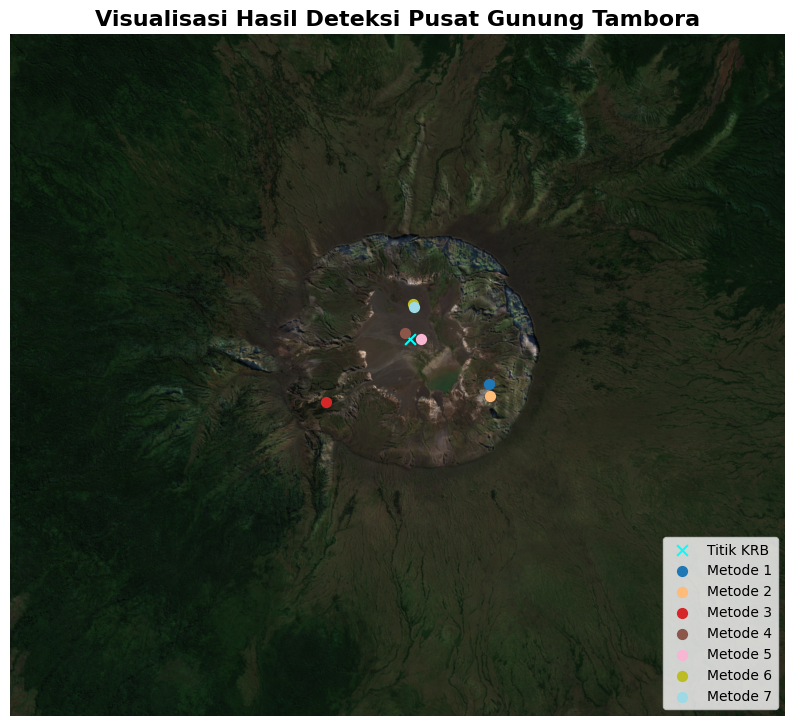 Visualisasi Hasil Deteksi Pusat Gunung Tambora
Titik KRB
Metode 1
Metode 2
Metode 3
Metode 4
Metode 5
Metode 6
Metode 7